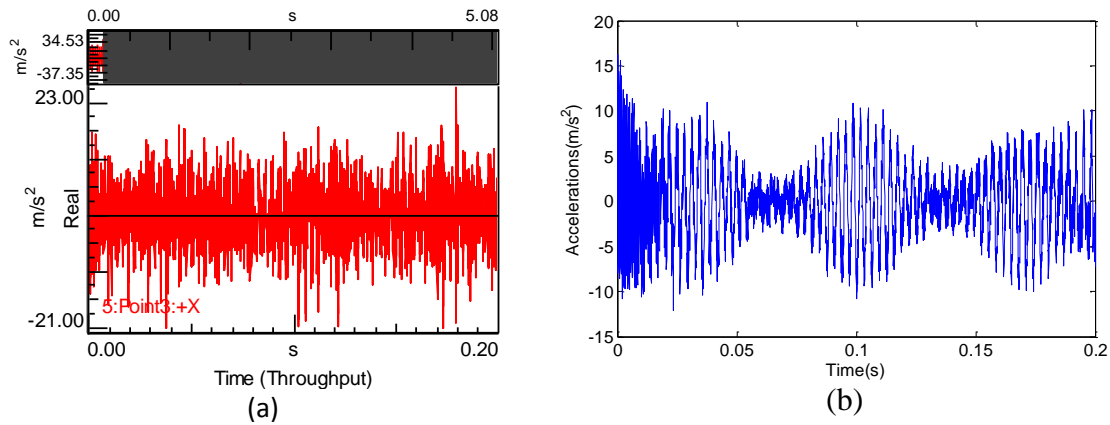 0.00 s 5.08
34.53
m/s²
-37.35
23.00
m/s²
Real
5:Point3:+X
-21.00
0.00 s 0.20
Time (Throughput)
(a)
20
15
10
5
0
-5
-10
-15
Accelerations(m/s²)
0 0.05 0.1 0.15 0.2
Time(s)
(b)